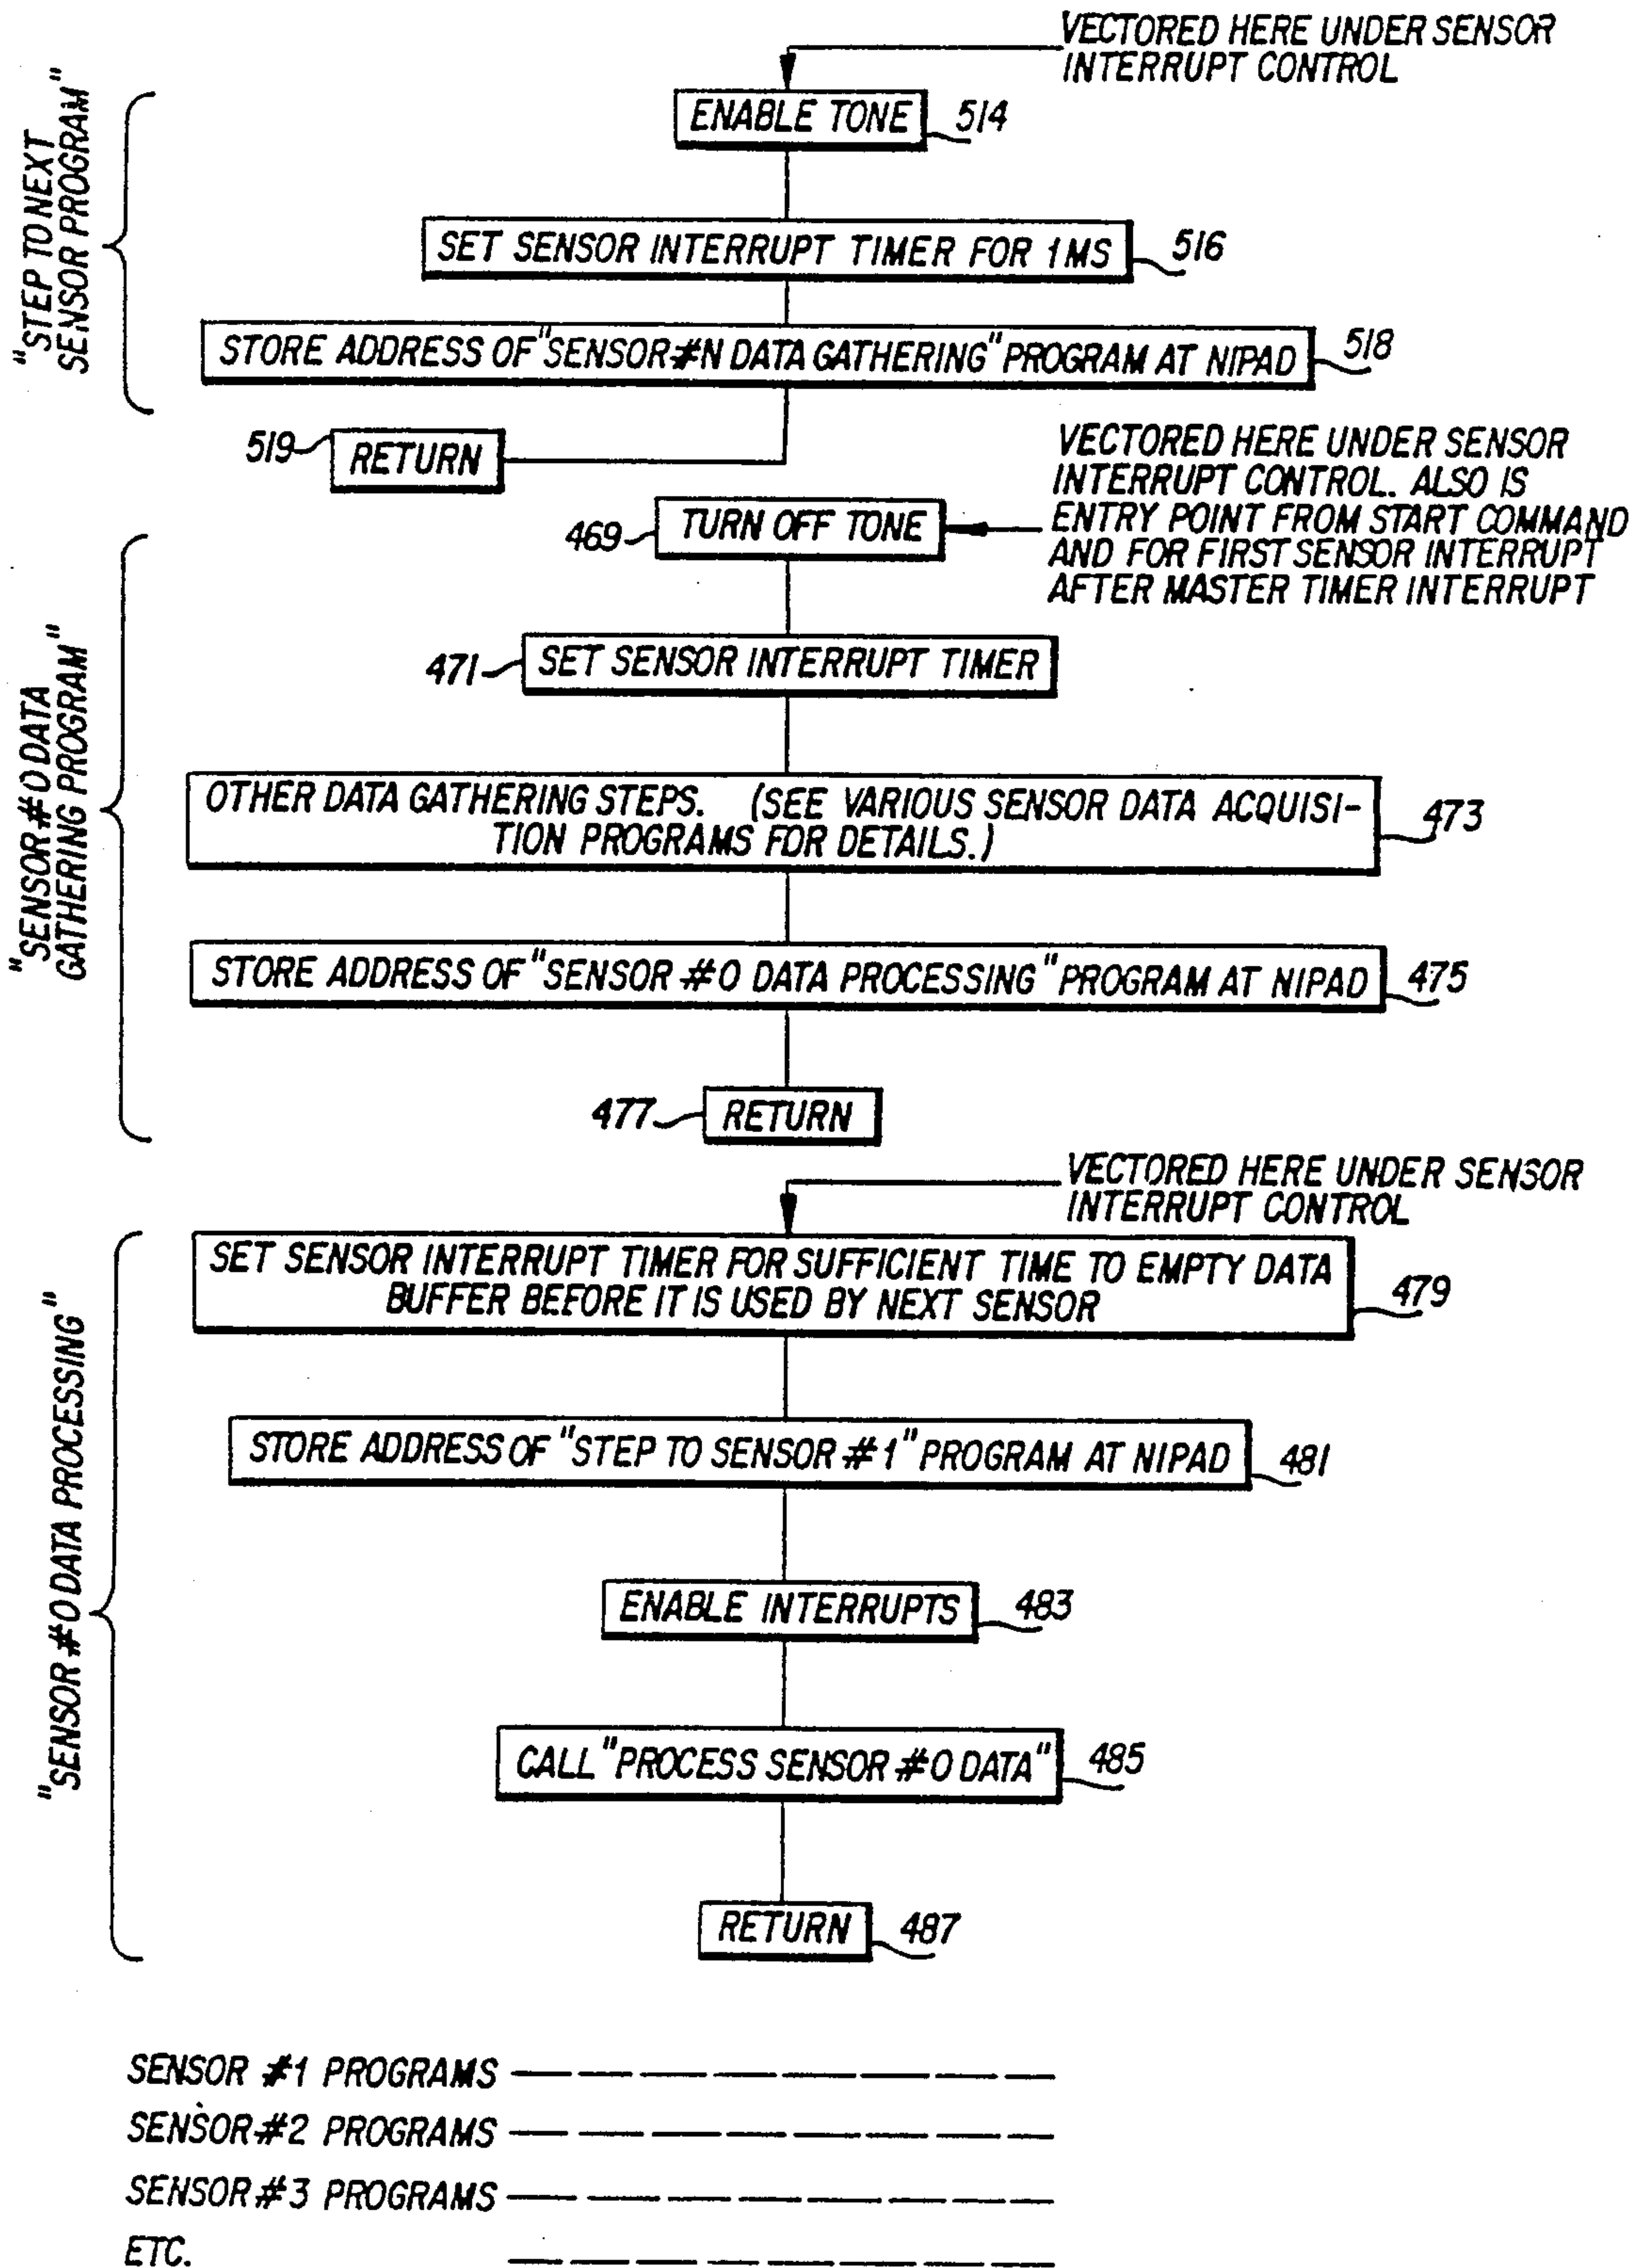 VECTORED HERE UNDER SENSOR
INTERRUPT CONTROL
"STEP TO NEXT
SENSOR PROGRAM"
ENABLE TONE 514
SET SENSOR INTERRUPT TIMER FOR 1MS 516
STORE ADDRESS OF "SENSOR #N DATA GATHERING" PROGRAM AT NIPAD 518
519 RETURN
VECTORED HERE UNDER SENSOR
INTERRUPT CONTROL. ALSO IS
ENTRY POINT FROM START COMMAND
AND FOR FIRST SENSOR INTERRUPT
AFTER MASTER TIMER INTERRUPT
"SENSOR #0 DATA
GATHERING PROGRAM"
469 TURN OFF TONE
471 SET SENSOR INTERRUPT TIMER
OTHER DATA GATHERING STEPS. (SEE VARIOUS SENSOR DATA ACQUISI-
TION PROGRAMS FOR DETAILS.) 473
STORE ADDRESS OF "SENSOR #0 DATA PROCESSING" PROGRAM AT NIPAD 475
477 RETURN
VECTORED HERE UNDER SENSOR
INTERRUPT CONTROL
"SENSOR #0 DATA PROCESSING"
SET SENSOR INTERRUPT TIMER FOR SUFFICIENT TIME TO EMPTY DATA
BUFFER BEFORE IT IS USED BY NEXT SENSOR 479
STORE ADDRESS OF "STEP TO SENSOR #1" PROGRAM AT NIPAD 481
ENABLE INTERRUPTS 483
CALL "PROCESS SENSOR #0 DATA" 485
RETURN 487
SENSOR #1 PROGRAMS
SENSOR #2 PROGRAMS
SENSOR #3 PROGRAMS
ETC.